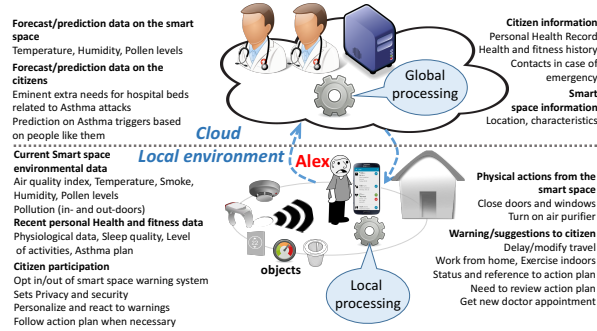 Forecast/prediction data on the smart
space
Temperature, Humidity, Pollen levels
Forecast/prediction data on the
citizens
Eminent extra needs for hospital beds
related to Asthma attacks
Prediction on Asthma triggers based
on people like them
Citizen information
Personal Health Record
Health and fitness history
Contacts in case of
emergency
Smart
space information
Location, characteristics
Global
processing
Cloud
Local environment
Alex
Current Smart space
environmental data
Air quality index, Temperature, Smoke,
Humidity, Pollen levels
Pollution (in- and out-doors)
Recent personal Health and fitness data
Physiological data, Sleep quality, Level
of activities, Asthma plan
Citizen participation
Opt in/out of smart space warning system
Sets Privacy and security
Personalize and react to warnings
Follow action plan when necessary
objects
Local
processing
Physical actions from the
smart space
Close doors and windows
Turn on air purifier
Warning/suggestions to citizen
Delay/modify travel
Work from home, Exercise indoors
Status and reference to action plan
Need to review action plan
Get new doctor appointment